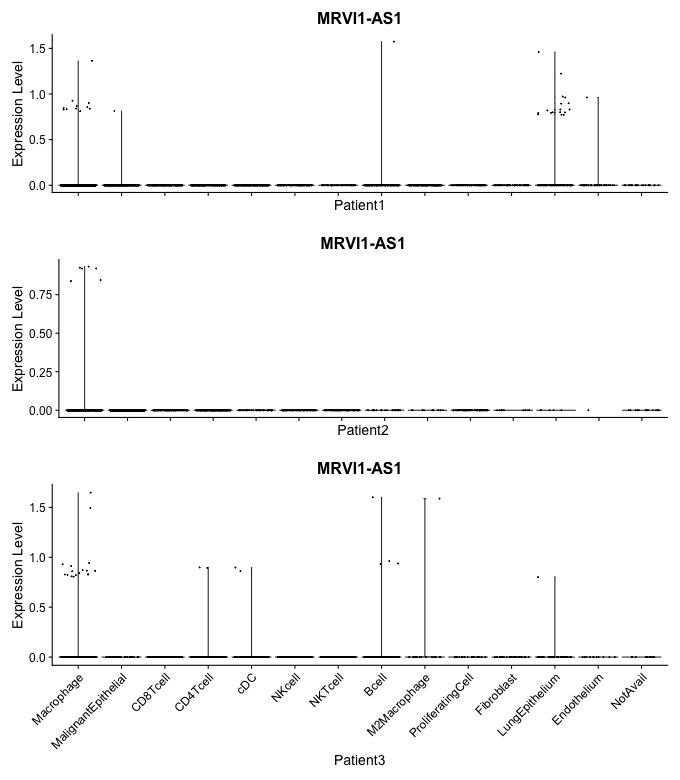 MRVI1-AS1
Expression Level
1.5
1.0
0.5
0.0
Patient1
MRVI1-AS1
Expression Level
0.75
0.50
0.25
0.00
Patient2
MRVI1-AS1
Expression Level
1.5
1.0
0.5
0.0
Macrophage
MalignantEpithelial
CD8Tcell
CD4Tcell
cDC
NKcell
NKTcell
Bcell
M2Macrophage
ProliferatingCell
Fibroblast
LungEpithelium
Endothelium
NotAvail
Patient3